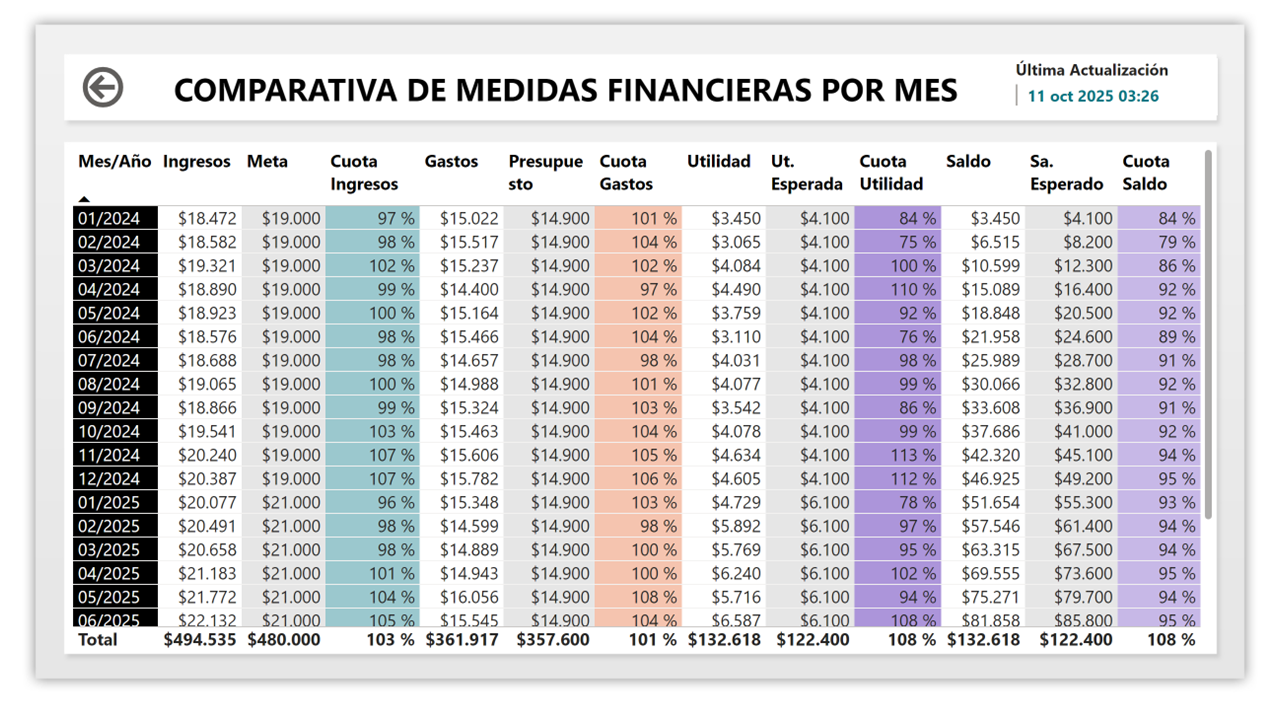 COMPARATIVA DE MEDIDAS FINANCIERAS POR MES
Última Actualización
11 oct 2025 03:26
Mes/Año Ingresos Meta Cuota Ingresos Gastos Presupuesto Cuota Gastos Utilidad Ut. Esperada Cuota Utilidad Saldo Sa. Esperado Cuota Saldo
01/2024 $18.472 $19.000 97 % $15.022 $14.900 101 % $3.450 $4.100 84 % $3.450 $4.100 84 %
02/2024 $18.582 $19.000 98 % $15.517 $14.900 104 % $3.065 $4.100 75 % $6.515 $8.200 79 %
03/2024 $19.321 $19.000 102 % $15.237 $14.900 102 % $4.084 $4.100 100 % $10.599 $12.300 86 %
04/2024 $18.890 $19.000 99 % $14.400 $14.900 97 % $4.490 $4.100 110 % $15.089 $16.400 92 %
05/2024 $18.923 $19.000 100 % $15.164 $14.900 102 % $3.759 $4.100 92 % $18.848 $20.500 92 %
06/2024 $18.576 $19.000 98 % $15.466 $14.900 104 % $3.110 $4.100 76 % $21.958 $24.600 89 %
07/2024 $18.688 $19.000 98 % $14.657 $14.900 98 % $4.031 $4.100 98 % $25.989 $28.700 91 %
08/2024 $19.065 $19.000 100 % $14.988 $14.900 101 % $4.077 $4.100 99 % $30.066 $32.800 92 %
09/2024 $18.866 $19.000 99 % $15.324 $14.900 103 % $3.542 $4.100 86 % $33.608 $36.900 91 %
10/2024 $19.541 $19.000 103 % $15.463 $14.900 104 % $4.078 $4.100 99 % $37.686 $41.000 92 %
11/2024 $20.240 $19.000 107 % $15.606 $14.900 105 % $4.634 $4.100 113 % $42.320 $45.100 94 %
12/2024 $20.387 $19.000 107 % $15.782 $14.900 106 % $4.605 $4.100 112 % $46.925 $49.200 95 %
01/2025 $20.077 $21.000 96 % $15.348 $14.900 103 % $4.729 $6.100 78 % $51.654 $55.300 93 %
02/2025 $20.491 $21.000 98 % $14.599 $14.900 98 % $5.892 $6.100 97 % $57.546 $61.400 94 %
03/2025 $20.658 $21.000 98 % $14.889 $14.900 100 % $5.769 $6.100 95 % $63.315 $67.500 94 %
04/2025 $21.183 $21.000 101 % $14.943 $14.900 100 % $6.240 $6.100 102 % $69.555 $73.600 95 %
05/2025 $21.772 $21.000 104 % $16.056 $14.900 108 % $5.716 $6.100 94 % $75.271 $79.700 94 %
06/2025 $22.132 $21.000 105 % $15.545 $14.900 104 % $6.587 $6.100 108 % $81.858 $85.800 95 %
Total $494.535 $480.000 103 % $361.917 $357.600 101 % $132.618 $122.400 108 % $132.618 $122.400 108 %